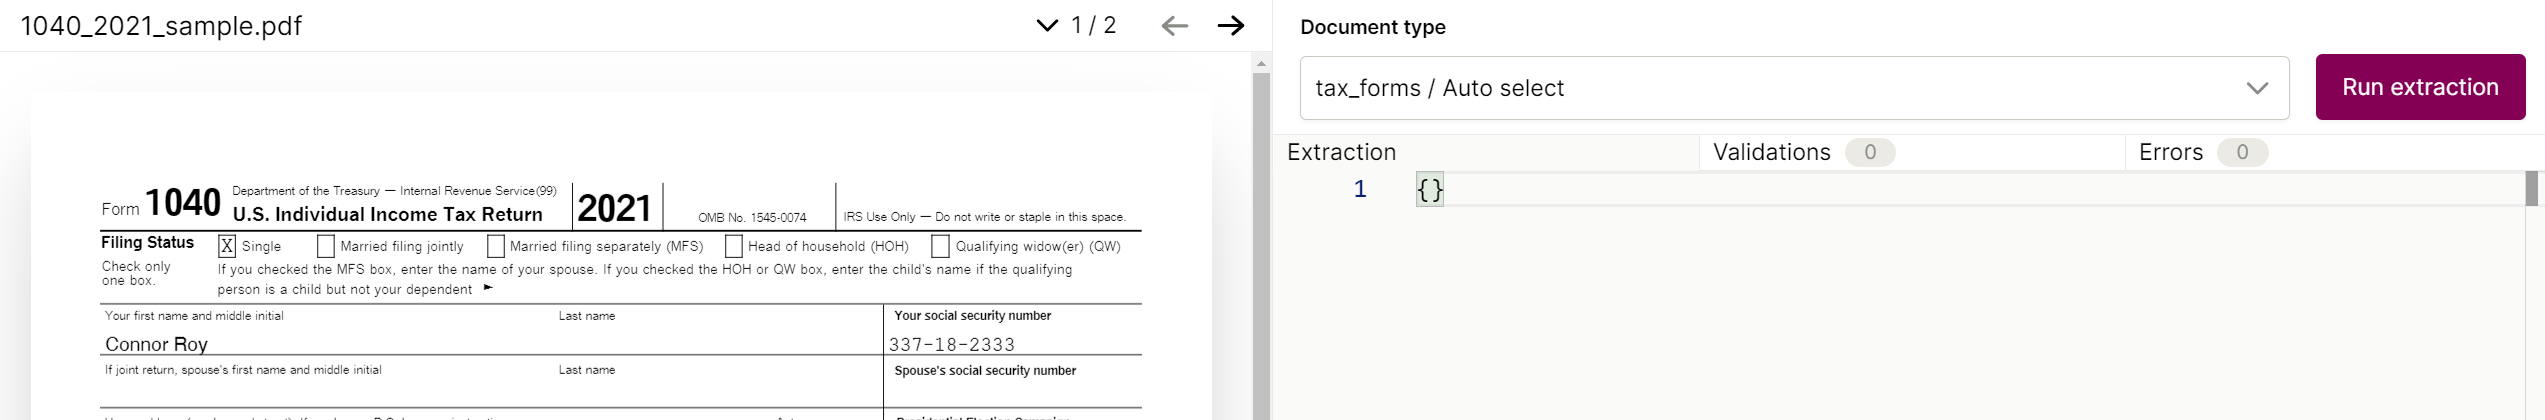 1040_2021_sample.pdf
1 / 2
Form 1040
Department of the Treasury — Internal Revenue Service(99)
U.S. Individual Income Tax Return
2021
OMB No. 1545-0074
IRS Use Only — Do not write or staple in this space.
Filing Status
Check only
one box.
X Single
Married filing jointly
Married filing separately (MFS)
Head of household (HOH)
Qualifying widow(er) (QW)
If you checked the MFS box, enter the name of your spouse. If you checked the HOH or QW box, enter the child's name if the qualifying
person is a child but not your dependent ►
Your first name and middle initial
Last name
Your social security number
Connor Roy
337-18-2333
If joint return, spouse's first name and middle initial
Last name
Spouse's social security number
Document type
tax_forms / Auto select
Run extraction
Extraction
Validations 0
Errors 0
1 {}